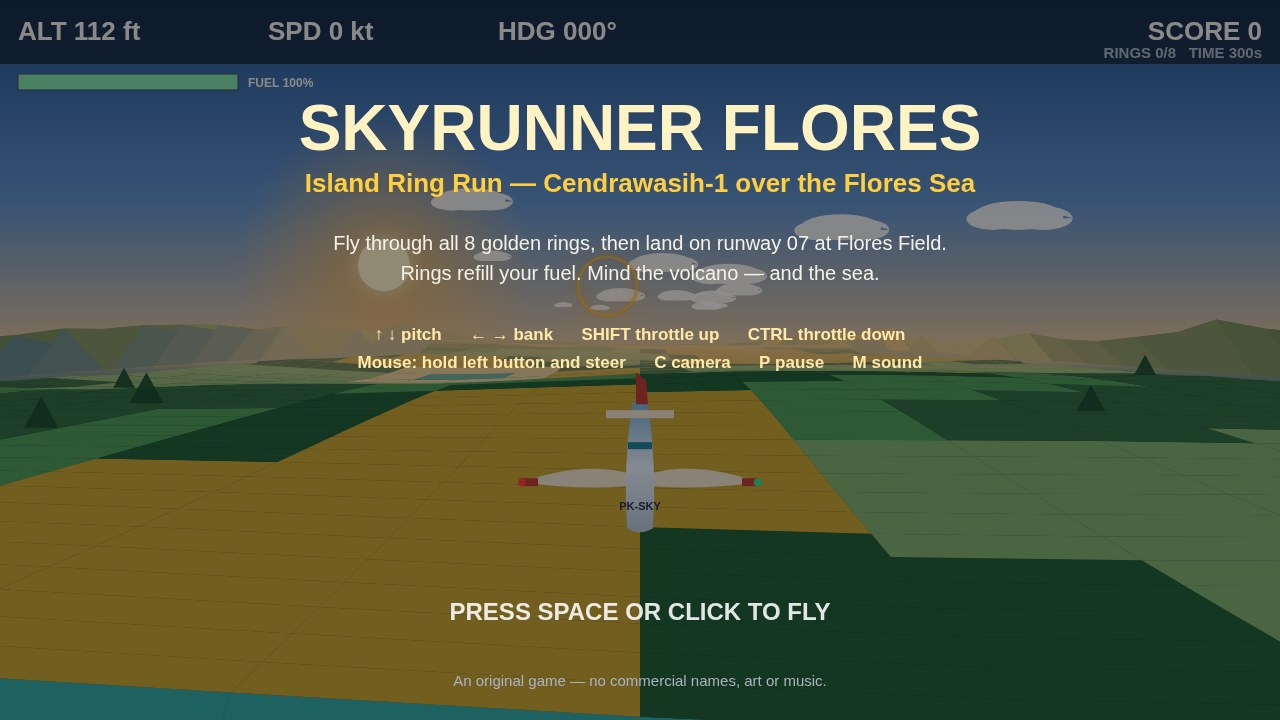 ALT 112 ft SPD 0 kt HDG 000° SCORE 0
RINGS 0/8 TIME 300s
FUEL 100%
SKYRUNNER FLORES
Island Ring Run — Cendrawasih-1 over the Flores Sea
Fly through all 8 golden rings, then land on runway 07 at Flores Field.
Rings refill your fuel. Mind the volcano — and the sea.
↑ ↓ pitch ← → bank SHIFT throttle up CTRL throttle down
Mouse: hold left button and steer C camera P pause M sound
PK-SKY
PRESS SPACE OR CLICK TO FLY
An original game — no commercial names, art or music.